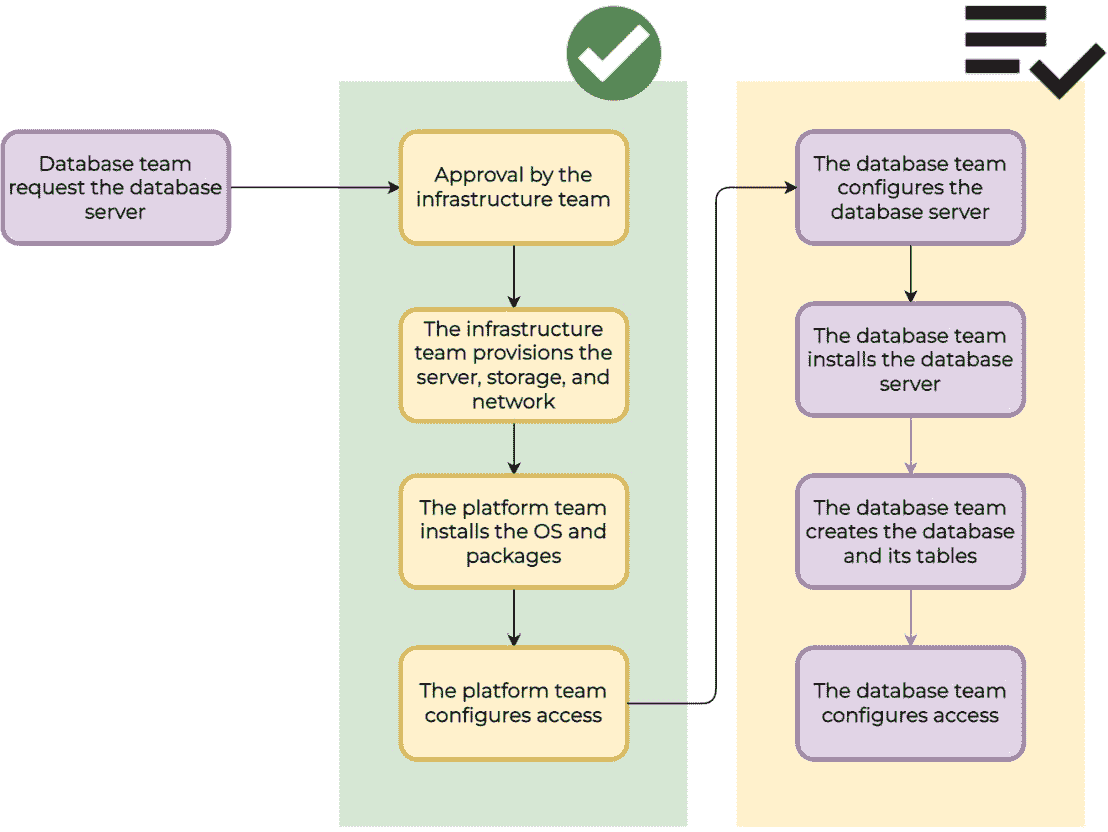 Database team
request the database
server
Approval by the
infrastructure team
The infrastructure
team provisions the
server, storage, and
network
The platform team
installs the OS and
packages
The platform team
configures access
The database team
configures the
database server
The database team
installs the database
server
The database team
creates the database
and its tables
The database team
configures access